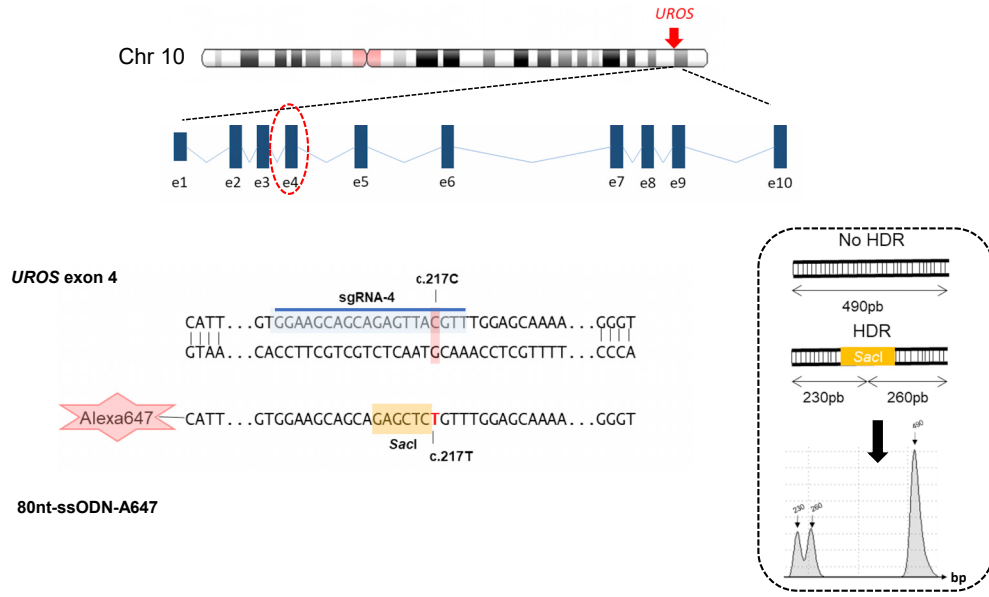 UROS
Chr 10
e1 e2 e3 e4 e5 e6 e7 e8 e9 e10
UROS exon 4
c.217C
sgRNA-4
CATT...GTGGAAGCAGCAGAGTTACGTTTGGAGCAAAA...GGGT
GTAA...CACCTTCGTCGTCTCAATGCAAACCTCGTTTT...CCCA
Alexa647
CATT...GTGGAAGCAGCAGAGCTCTGTTTGGAGCAAAA...GGGT
SacI
c.217T
80nt-ssODN-A647
No HDR
490pb
HDR
SacI
230pb 260pb
490
230 260
bp